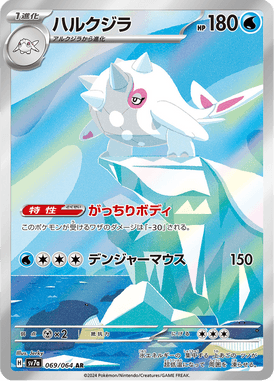 1進化
ハルクジラ
HP 180
アルクジラから進化
特性 がっちりボディ
このポケモンが受けるワザのダメージは「-30」される。
デンジャーマウス 150
弱点 ×2 抵抗力 にげる
Illus. Jerky
H sv7a 069/064 AR
©2024 Pokémon/Nintendo/Creatures/GAME FREAK.